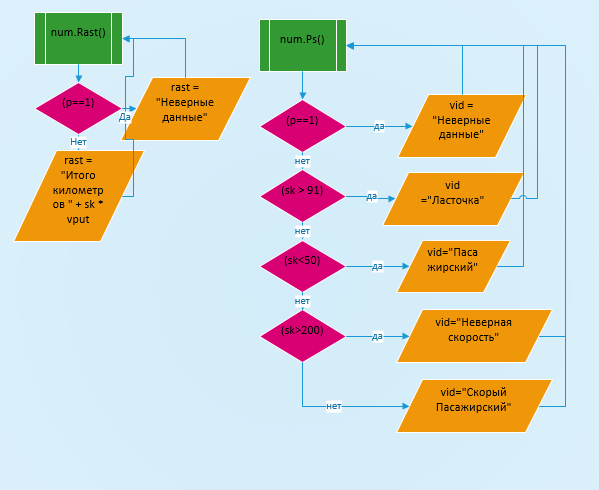 num.Rast()
(p==1)
Да
rast =
"Неверные
данные"
Нет
rast =
"Итого
километр
ов " + sk *
vput
num.Ps()
(p==1)
да
vid =
"Неверные
данные"
нет
(sk > 91)
да
vid
="Ласточка"
нет
(sk<50)
да
vid="Паса
жирский"
нет
(sk>200)
да
vid="Неверная
скорость"
нет
vid="Скорый
Пасажирский"